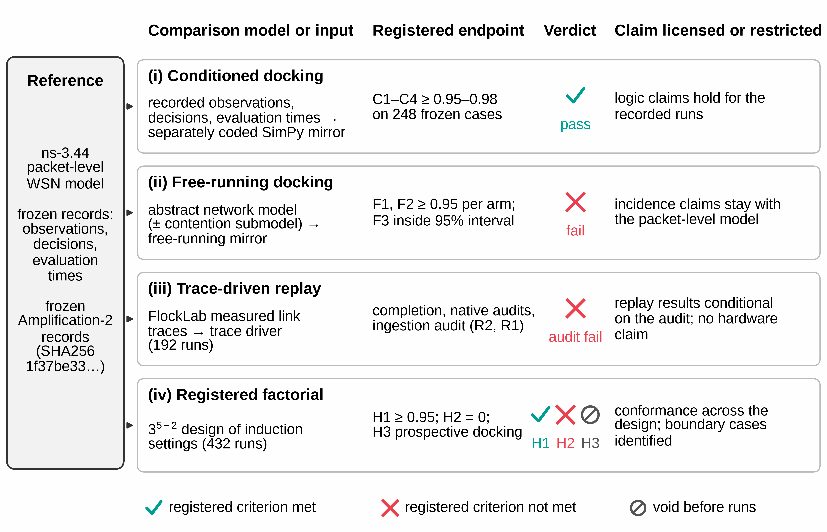 Comparison model or input Registered endpoint Verdict Claim licensed or restricted
Reference
ns-3.44
packet-level
WSN model
frozen records:
observations,
decisions,
evaluation
times
frozen
Amplification-2
records
(SHA256
1f37be33…)
(i) Conditioned docking
recorded observations,
decisions, evaluation times →
separately coded SimPy mirror
C1–C4 ≥ 0.95–0.98
on 248 frozen cases
pass
logic claims hold for the
recorded runs
(ii) Free-running docking
abstract network model
(± contention submodel) →
free-running mirror
F1, F2 ≥ 0.95 per arm;
F3 inside 95% interval
fail
incidence claims stay with
the packet-level model
(iii) Trace-driven replay
FlockLab measured link
traces → trace driver
(192 runs)
completion, native audits,
ingestion audit (R2, R1)
audit fail
replay results conditional
on the audit; no hardware
claim
(iv) Registered factorial
3⁵⁻² design of induction
settings (432 runs)
H1 ≥ 0.95; H2 = 0;
H3 prospective docking
H1 H2 H3
conformance across the
design; boundary cases
identified
registered criterion met registered criterion not met void before runs